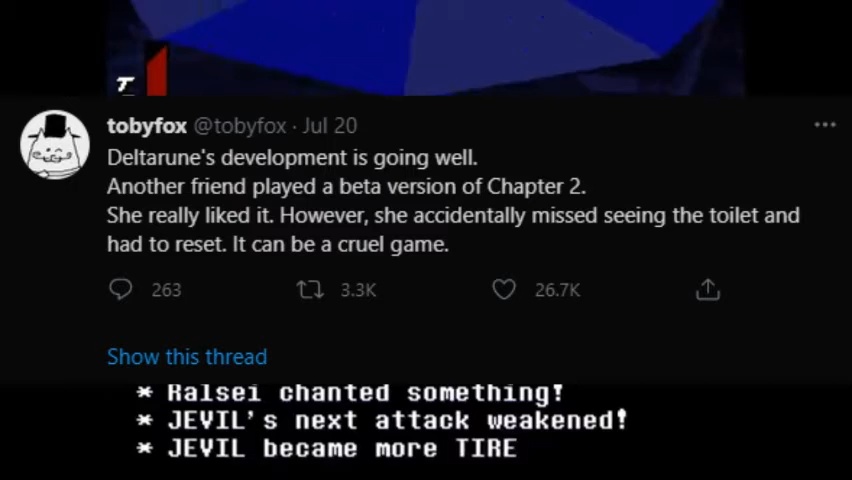 T
tobyfox @tobyfox · Jul 20
Deltarune's development is going well.
Another friend played a beta version of Chapter 2.
She really liked it. However, she accidentally missed seeing the toilet and
had to reset. It can be a cruel game.
263 3.3K 26.7K
Show this thread
* Ralsei chanted something!
* JEVIL's next attack weakened!
* JEVIL became more TIRE